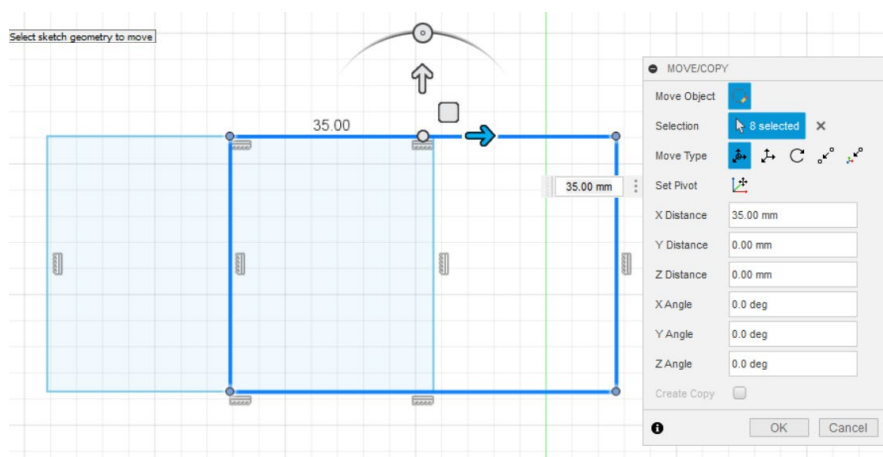 Select sketch geometry to move
35.00
35.00 mm
MOVE/COPY
Move Object
Selection 8 selected
Move Type
Set Pivot
X Distance 35.00 mm
Y Distance 0.00 mm
Z Distance 0.00 mm
X Angle 0.0 deg
Y Angle 0.0 deg
Z Angle 0.0 deg
Create Copy
OK Cancel